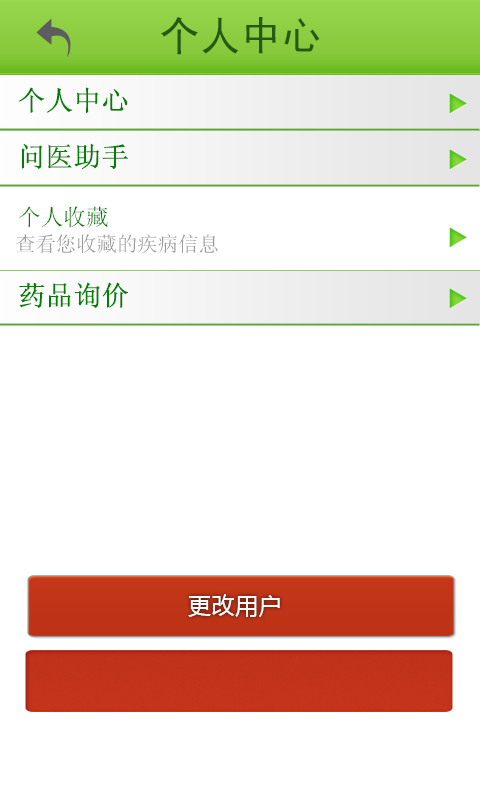 个人中心
个人中心
问医助手
个人收藏
查看您收藏的疾病信息
药品询价
更改用户